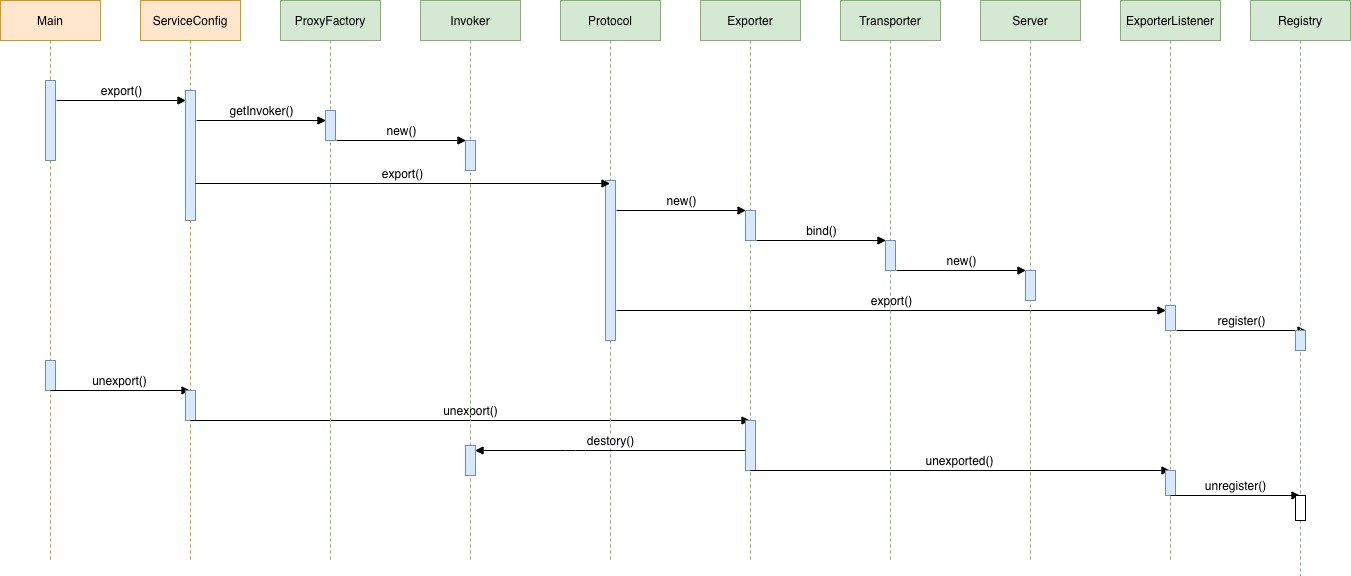 Main
ServiceConfig
ProxyFactory
Invoker
Protocol
Exporter
Transporter
Server
ExporterListener
Registry
export()
getInvoker()
new()
export()
new()
bind()
new()
export()
register()
unexport()
unexport()
destory()
unexported()
unregister()